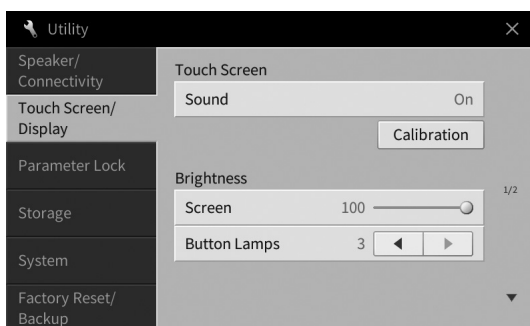 Utility
Speaker/
Connectivity
Touch Screen/
Display
Parameter Lock
Storage
System
Factory Reset/
Backup
Touch Screen
Sound On
Calibration
Brightness
Screen 100
Button Lamps 3
1/2